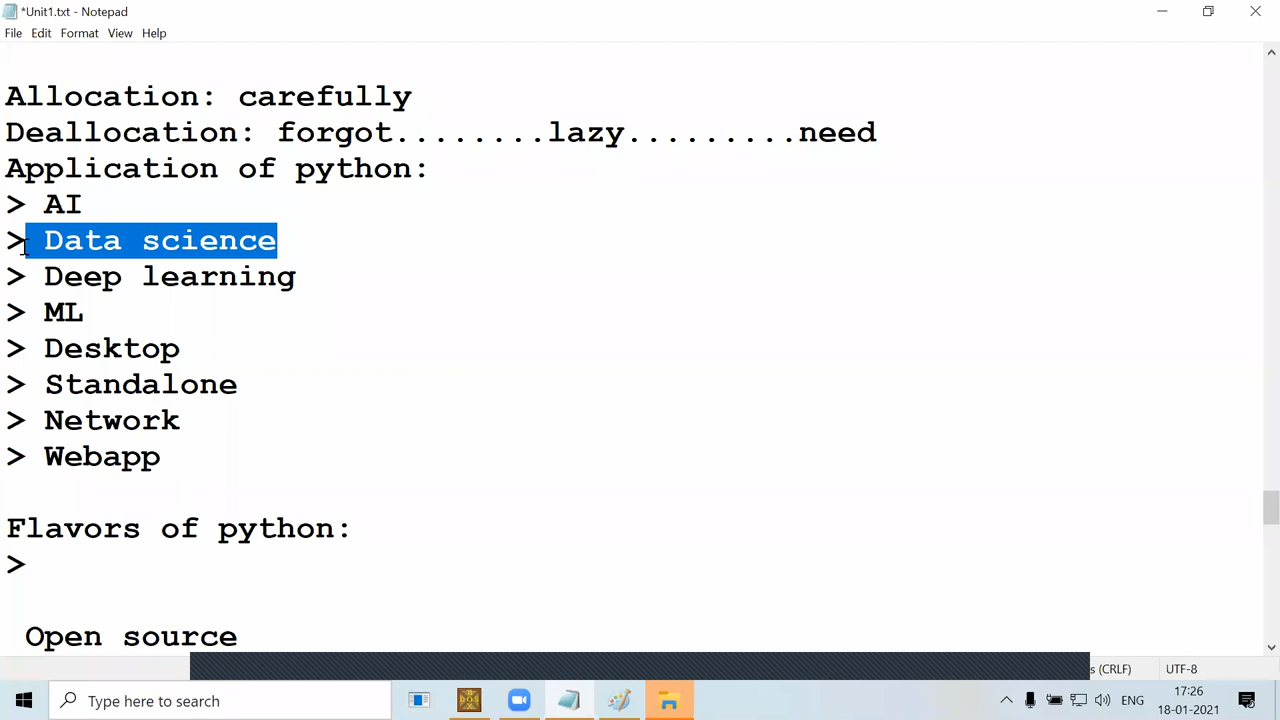 *Unit1.txt - Notepad
File Edit Format View Help
Allocation: carefully
Deallocation: forgot........lazy.........need
Application of python:
> AI
> Data science
> Deep learning
> ML
> Desktop
> Standalone
> Network
> Webapp
Flavors of python:
>
Open source
s (CRLF) UTF-8
Type here to search
DOS
ENG
17:26
18-01-2021